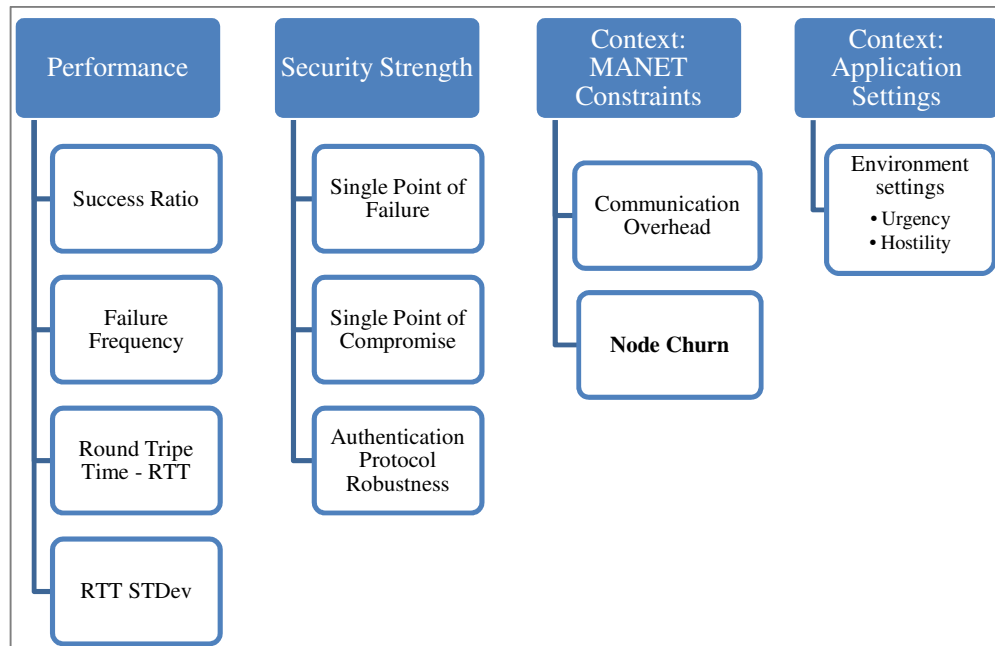 Performance
Success Ratio
Failure
Frequency
Round Tripe
Time - RTT
RTT STDev
Security Strength
Single Point of
Failure
Single Point of
Compromise
Authentication
Protocol
Robustness
Context:
MANET
Constraints
Communication
Overhead
Node Churn
Context:
Application
Settings
Environment
settings
• Urgency
• Hostility